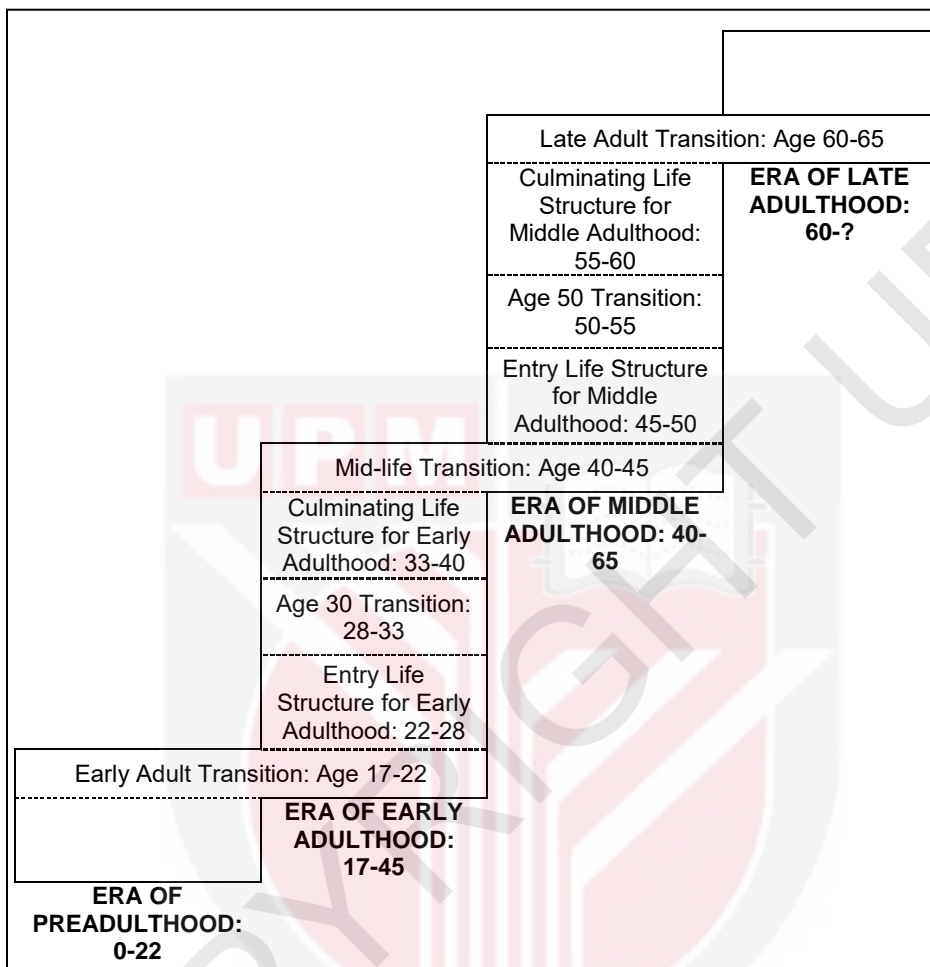 Late Adult Transition: Age 60-65
Culminating Life
Structure for
Middle Adulthood:
55-60
ERA OF LATE
ADULTHOOD:
60-?
Age 50 Transition:
50-55
Entry Life Structure
for Middle
Adulthood: 45-50
Mid-life Transition: Age 40-45
Culminating Life
Structure for Early
Adulthood: 33-40
ERA OF MIDDLE
ADULTHOOD: 40-
65
Age 30 Transition:
28-33
Entry Life
Structure for Early
Adulthood: 22-28
Early Adult Transition: Age 17-22
ERA OF EARLY
ADULTHOOD:
17-45
ERA OF
PREADULTHOOD:
0-22
UPM